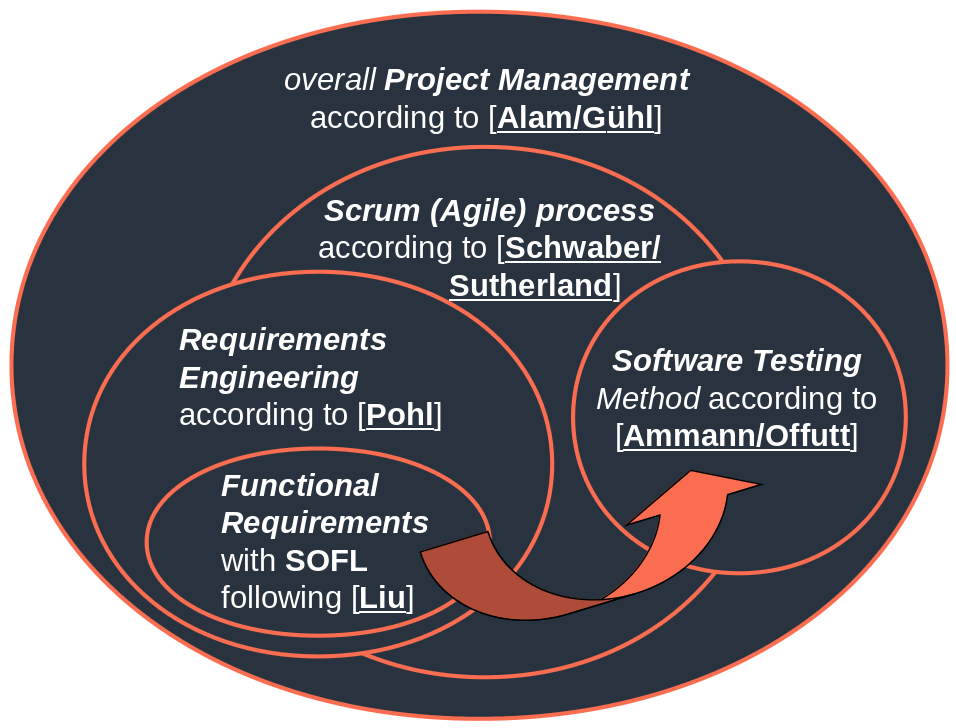 overall Project Management
according to [Alam/Gühl]
Scrum (Agile) process
according to [Schwaber/
Sutherland]
Requirements
Engineering
according to [Pohl]
Software Testing
Method according to
[Ammann/Offutt]
Functional
Requirements
with SOFL
following [Liu]